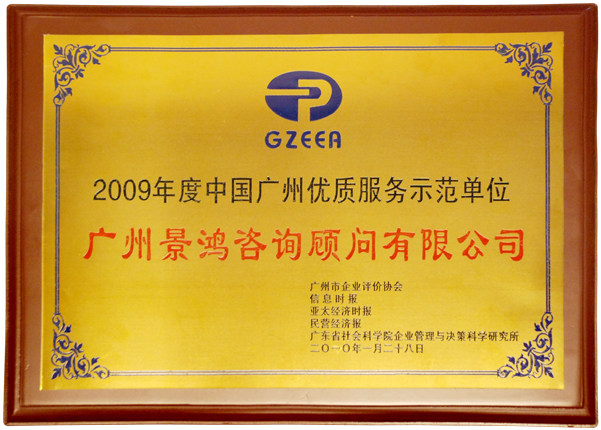 GZEEA
2009年度中国广州优质服务示范单位
广州景鸿咨询顾问有限公司
广州市企业评价协会
信息时报
亚太经济时报
民营经济报
广东省社会科学院企业管理与决策科学研究所
二〇一〇年一月二十八日